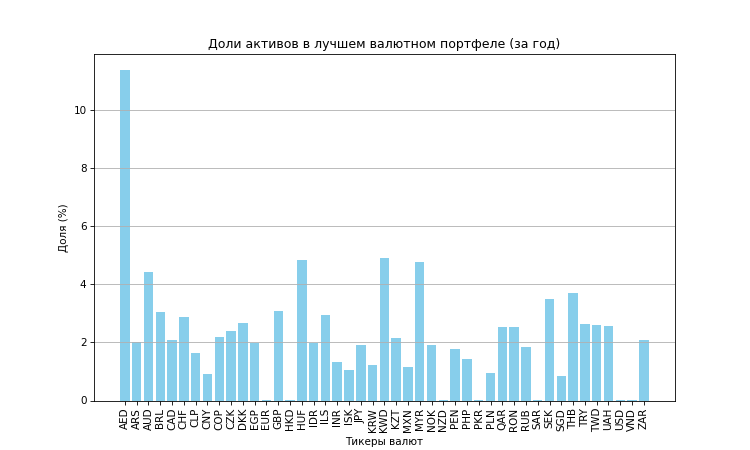 Доли активов в лучшем валютном портфеле (за год)
Доля (%)
10
8
6
4
2
0
AED ARS AUD BRL CAD CHF CLP CNY COP CZK DKK EGP EUR GBP HKD HUF IDR ILS INR ISK JPY KRW KWD KZT MXN MYR NOK NZD PEN PHP PKR PLN QAR RON RUB SAR SEK SGD THB TRY TWD UAH USD VND ZAR
Тикеры валют